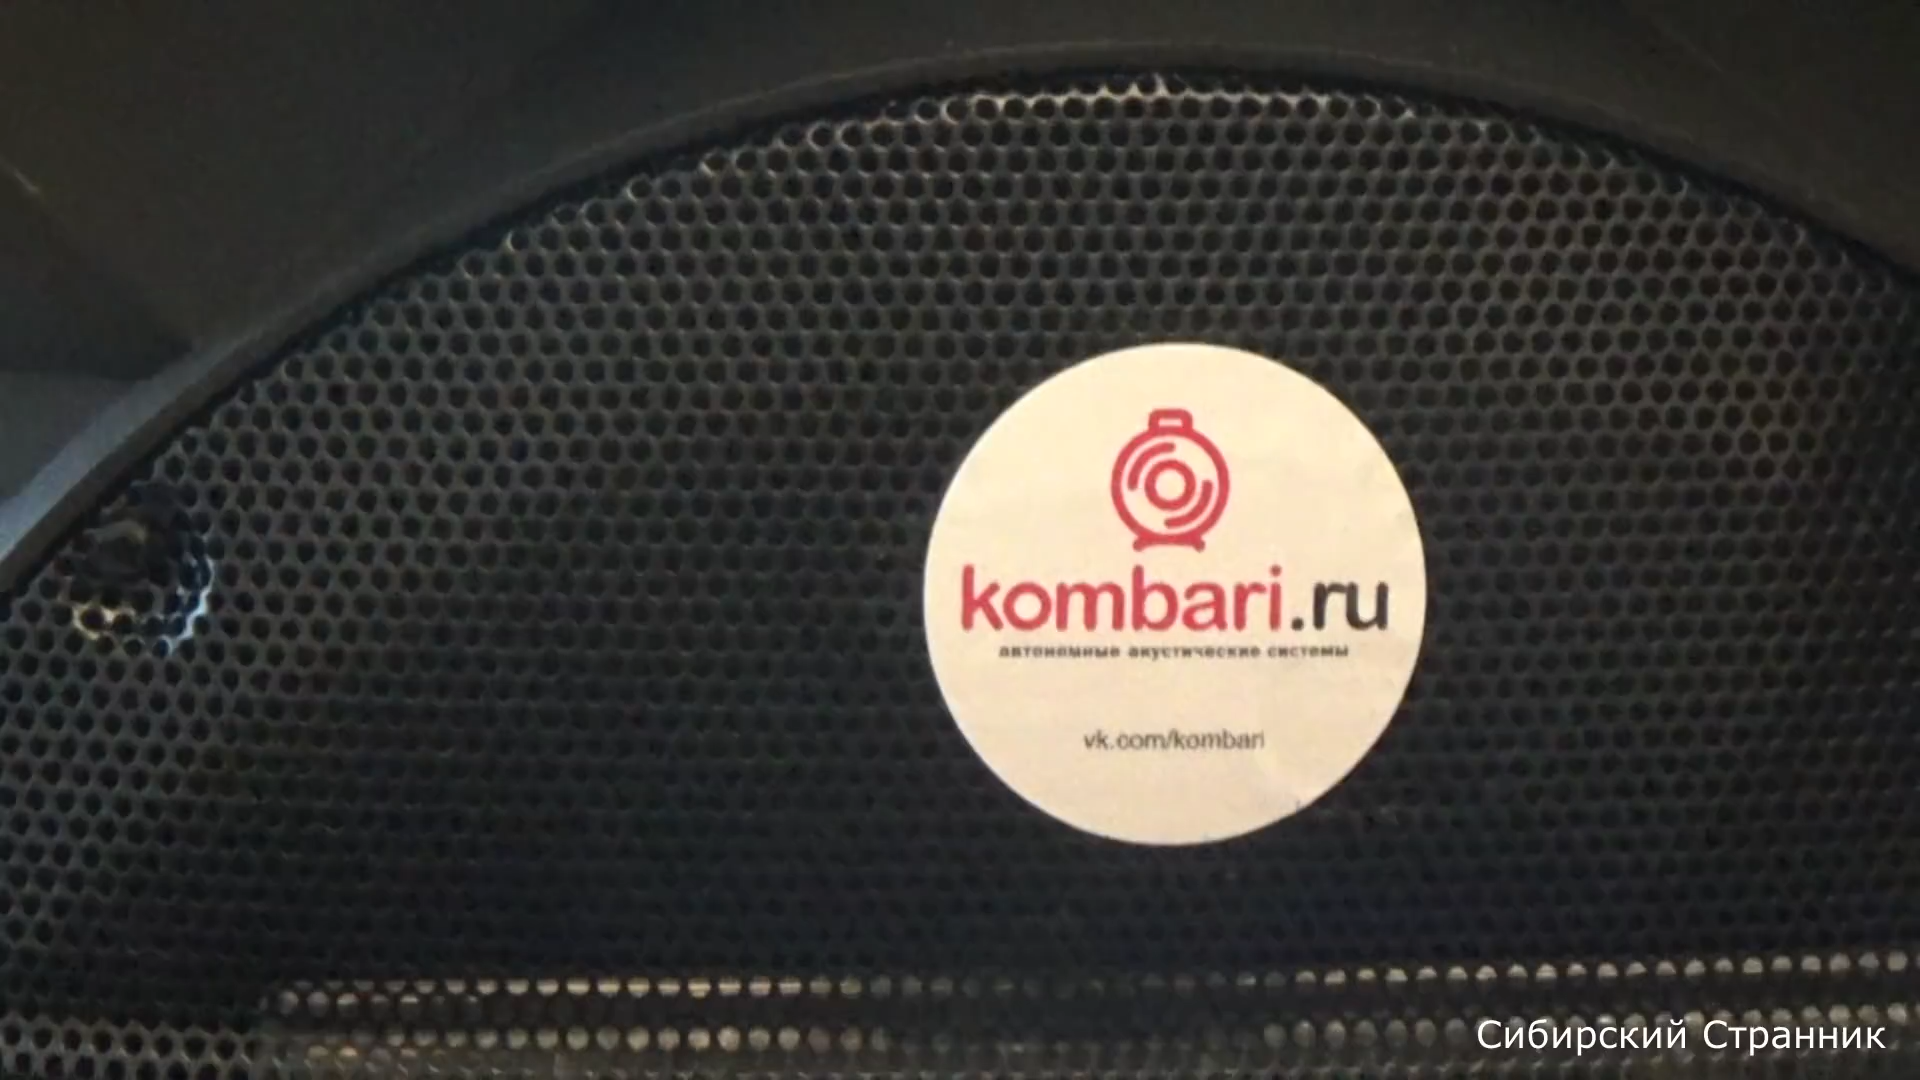 kombari.ru
автономные акустические системы
vk.com/kombari
Сибирский Странник